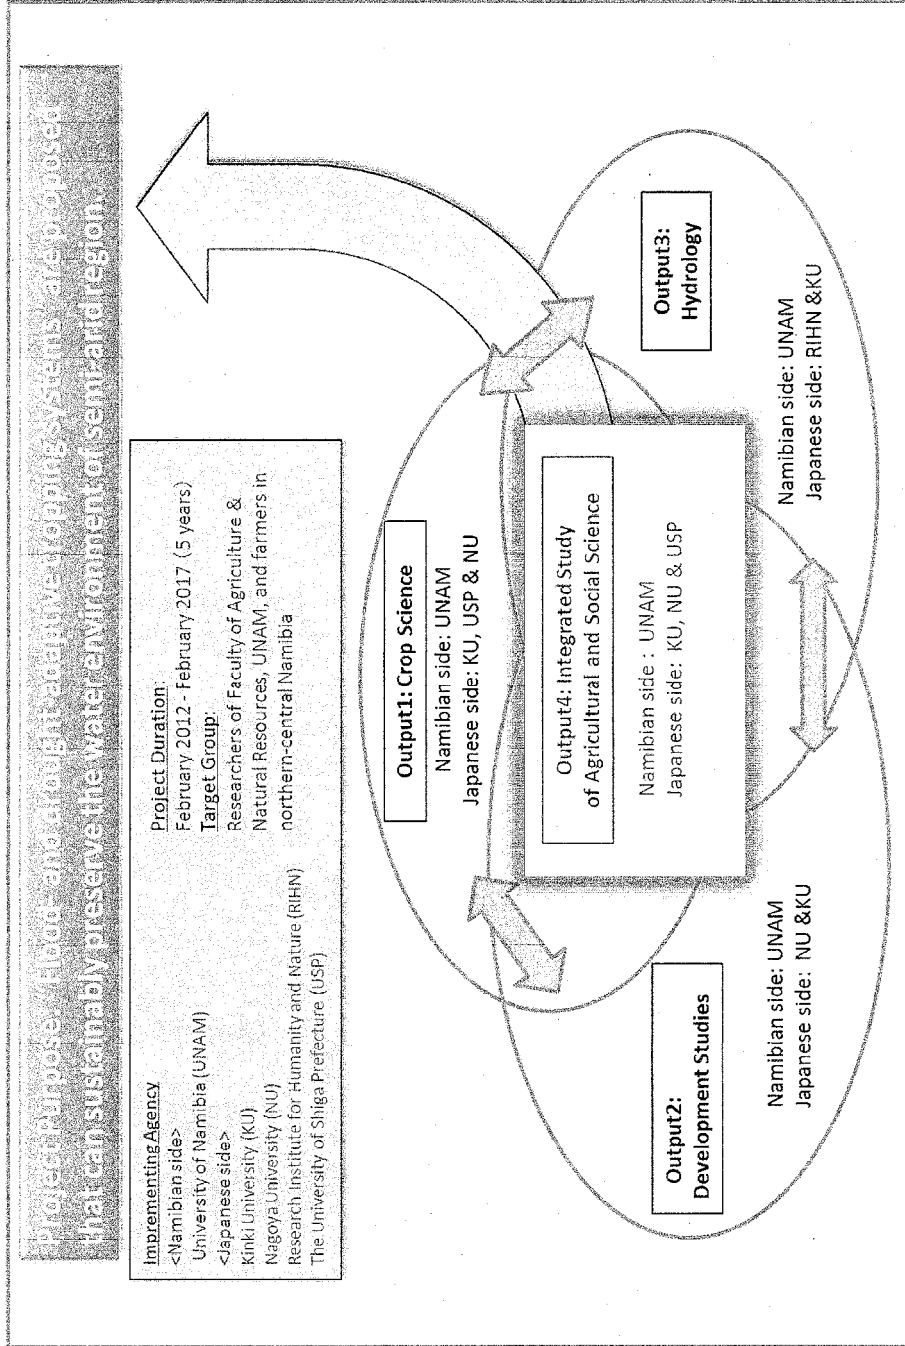 Project Purpose: Flood- and drought-adaptive cropping systems are proposed
that can sustainably preserve the water environment of semi-arid region.
Imprementing Agency
<Namibian side>
University of Namibia (UNAM)
<Japanese side>
Kinki University (KU)
Nagoya University (NU)
Research Institute for Humanity and Nature (RIHN)
The University of Shiga Prefecture (USP)
Project Duration:
February 2012 - February 2017 (5 years)
Target Group:
Researchers of Faculty of Agriculture &
Natural Resources, UNAM, and farmers in
northern-central Namibia
Output1: Crop Science
Namibian side: UNAM
Japanese side: KU, USP & NU
Output4: Integrated Study
of Agricultural and Social Science
Namibian side : UNAM
Japanese side: KU, NU & USP
Output2:
Development Studies
Namibian side: UNAM
Japanese side: NU &KU
Output3:
Hydrology
Namibian side: UNAM
Japanese side: RIHN &KU